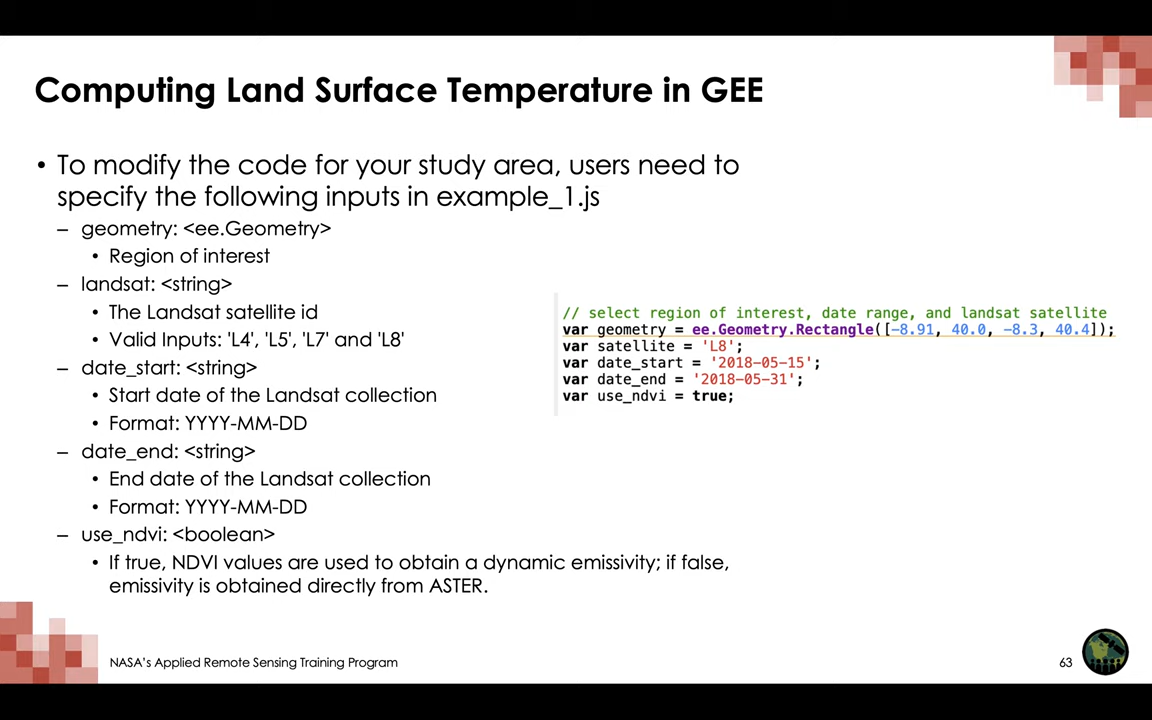 Computing Land Surface Temperature in GEE
• To modify the code for your study area, users need to
specify the following inputs in example_1.js
– geometry: <ee.Geometry>
• Region of interest
– landsat: <string>
• The Landsat satellite id
• Valid Inputs: 'L4', 'L5', 'L7' and 'L8'
– date_start: <string>
• Start date of the Landsat collection
• Format: YYYY-MM-DD
– date_end: <string>
• End date of the Landsat collection
• Format: YYYY-MM-DD
– use_ndvi: <boolean>
• If true, NDVI values are used to obtain a dynamic emissivity; if false,
emissivity is obtained directly from ASTER.
// select region of interest, date range, and landsat satellite
var geometry = ee.Geometry.Rectangle([-8.91, 40.0, -8.3, 40.4]);
var satellite = 'L8';
var date_start = '2018-05-15';
var date_end = '2018-05-31';
var use_ndvi = true;
NASA's Applied Remote Sensing Training Program
63